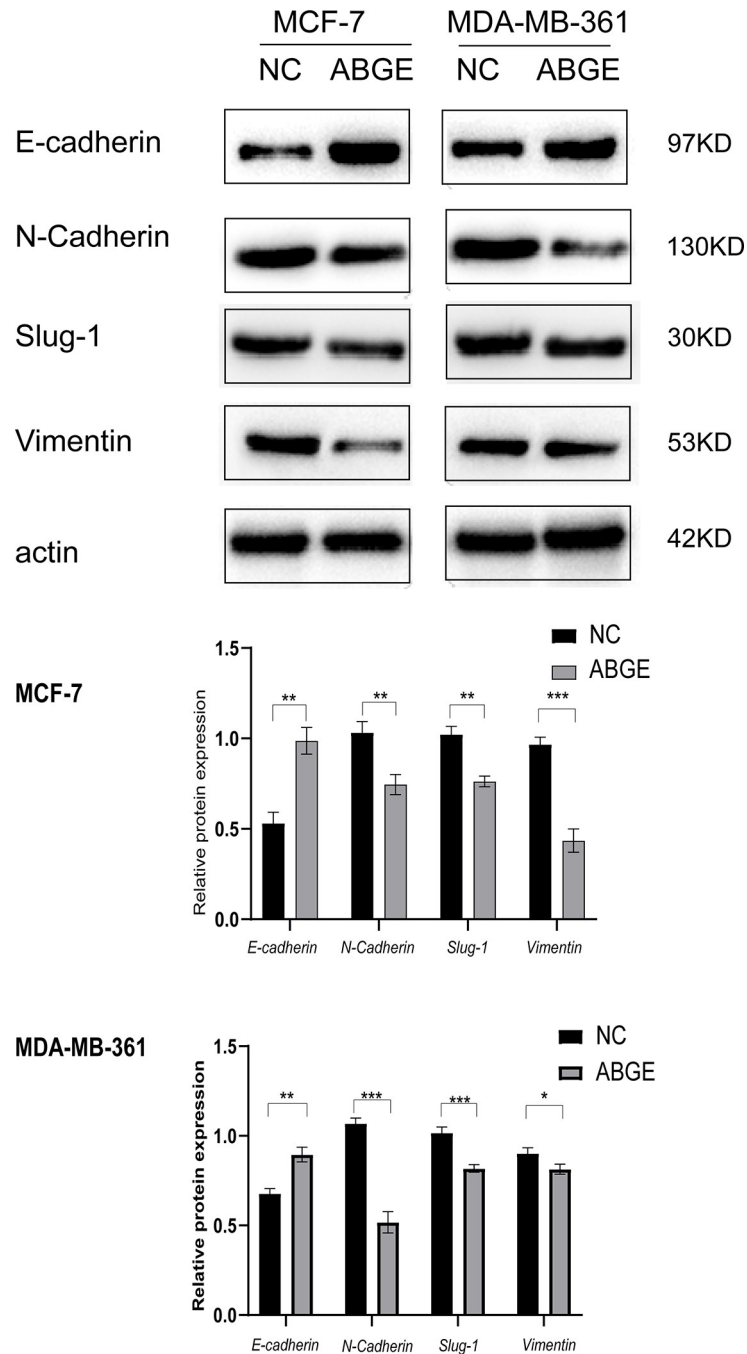 MCF-7 MDA-MB-361
NC ABGE NC ABGE
E-cadherin 97KD
N-Cadherin 130KD
Slug-1 30KD
Vimentin 53KD
actin 42KD
MCF-7
NC
ABGE
Relative protein expression
1.5
1.0
0.5
0.0
** ** ** ***
E-cadherin N-Cadherin Slug-1 Vimentin
MDA-MB-361
NC
ABGE
Relative protein expression
1.5
1.0
0.5
0.0
** *** *** *
E-cadherin N-Cadherin Slug-1 Vimentin